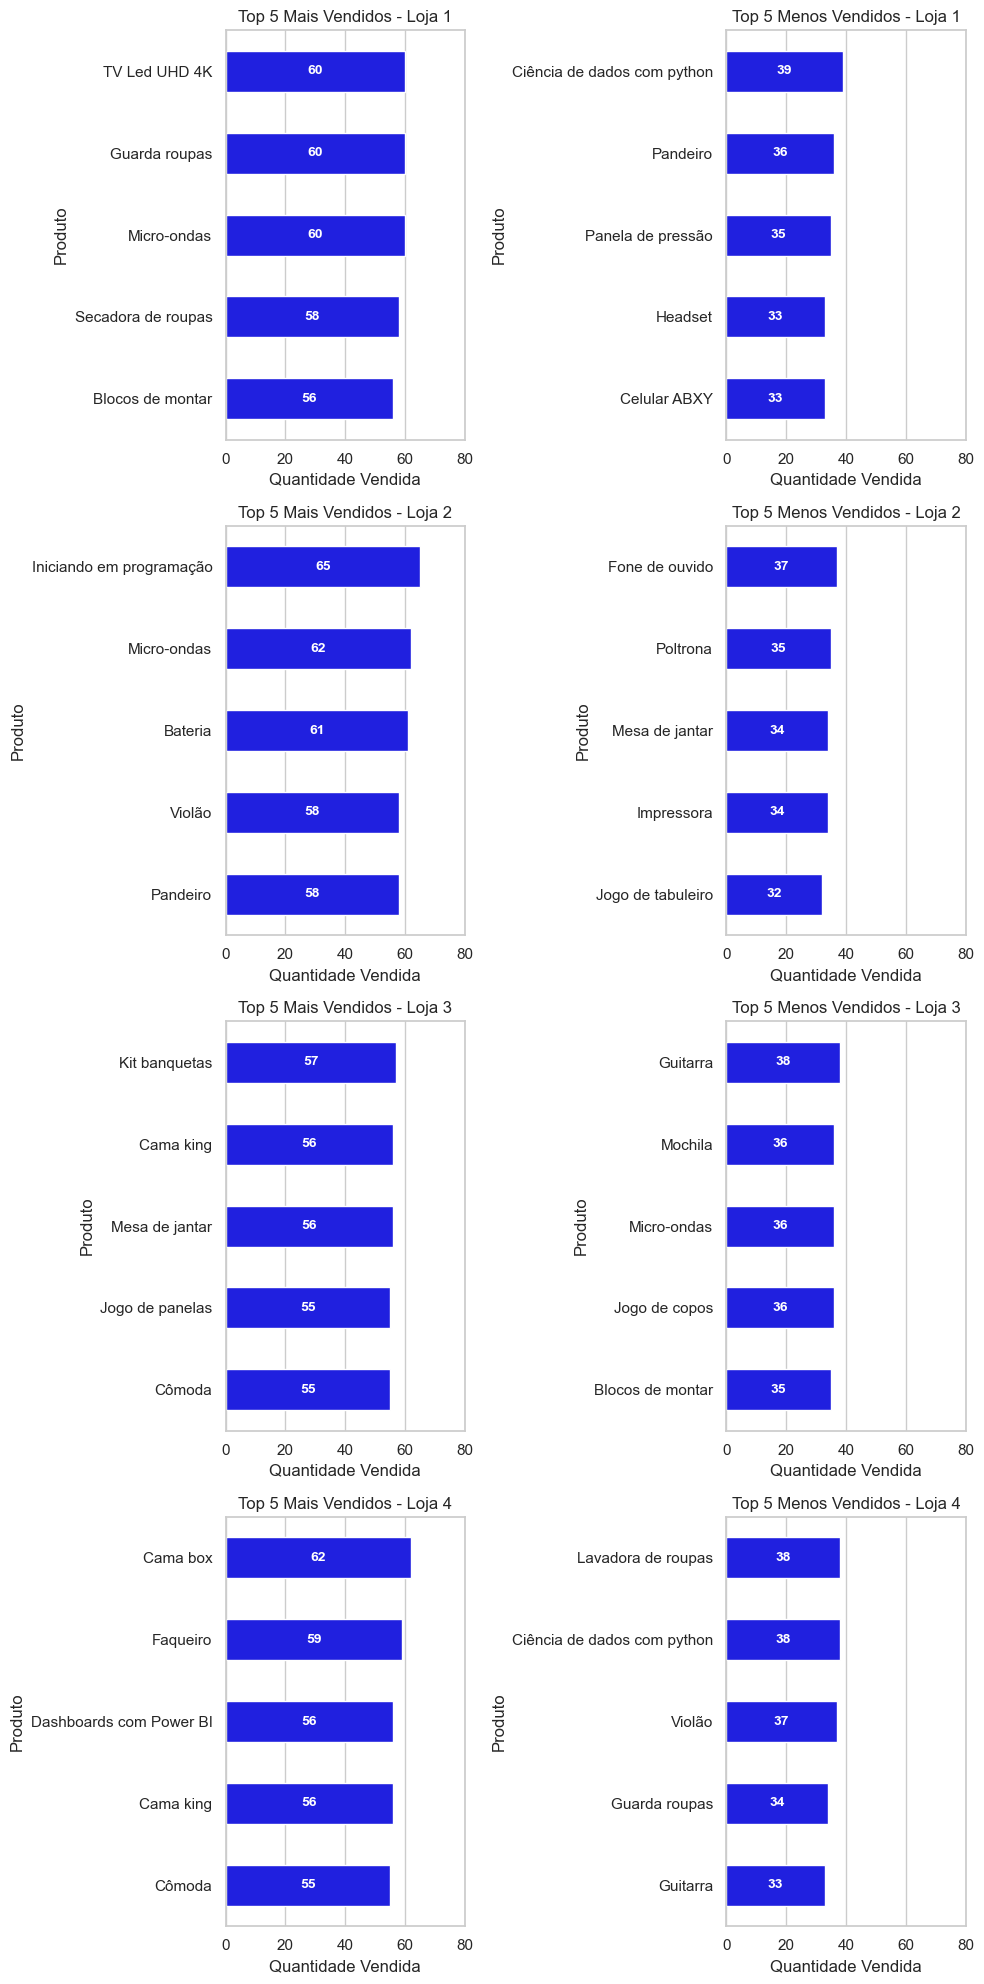 Top 5 Mais Vendidos - Loja 1
Produto
TV Led UHD 4K
60
Guarda roupas
60
Micro-ondas
60
Secadora de roupas
58
Blocos de montar
56
0 20 40 60 80
Quantidade Vendida
Top 5 Menos Vendidos - Loja 1
Produto
Ciência de dados com python
39
Pandeiro
36
Panela de pressão
35
Headset
33
Celular ABXY
33
0 20 40 60 80
Quantidade Vendida
Top 5 Mais Vendidos - Loja 2
Produto
Iniciando em programação
65
Micro-ondas
62
Bateria
61
Violão
58
Pandeiro
58
0 20 40 60 80
Quantidade Vendida
Top 5 Menos Vendidos - Loja 2
Produto
Fone de ouvido
37
Poltrona
35
Mesa de jantar
34
Impressora
34
Jogo de tabuleiro
32
0 20 40 60 80
Quantidade Vendida
Top 5 Mais Vendidos - Loja 3
Produto
Kit banquetas
57
Cama king
56
Mesa de jantar
56
Jogo de panelas
55
Cômoda
55
0 20 40 60 80
Quantidade Vendida
Top 5 Menos Vendidos - Loja 3
Produto
Guitarra
38
Mochila
36
Micro-ondas
36
Jogo de copos
36
Blocos de montar
35
0 20 40 60 80
Quantidade Vendida
Top 5 Mais Vendidos - Loja 4
Produto
Cama box
62
Faqueiro
59
Dashboards com Power BI
56
Cama king
56
Cômoda
55
0 20 40 60 80
Quantidade Vendida
Top 5 Menos Vendidos - Loja 4
Produto
Lavadora de roupas
38
Ciência de dados com python
38
Violão
37
Guarda roupas
34
Guitarra
33
0 20 40 60 80
Quantidade Vendida